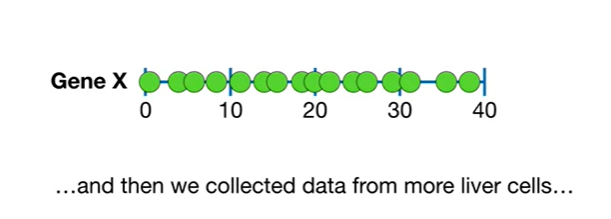 Gene X
0 10 20 30 40
…and then we collected data from more liver cells…